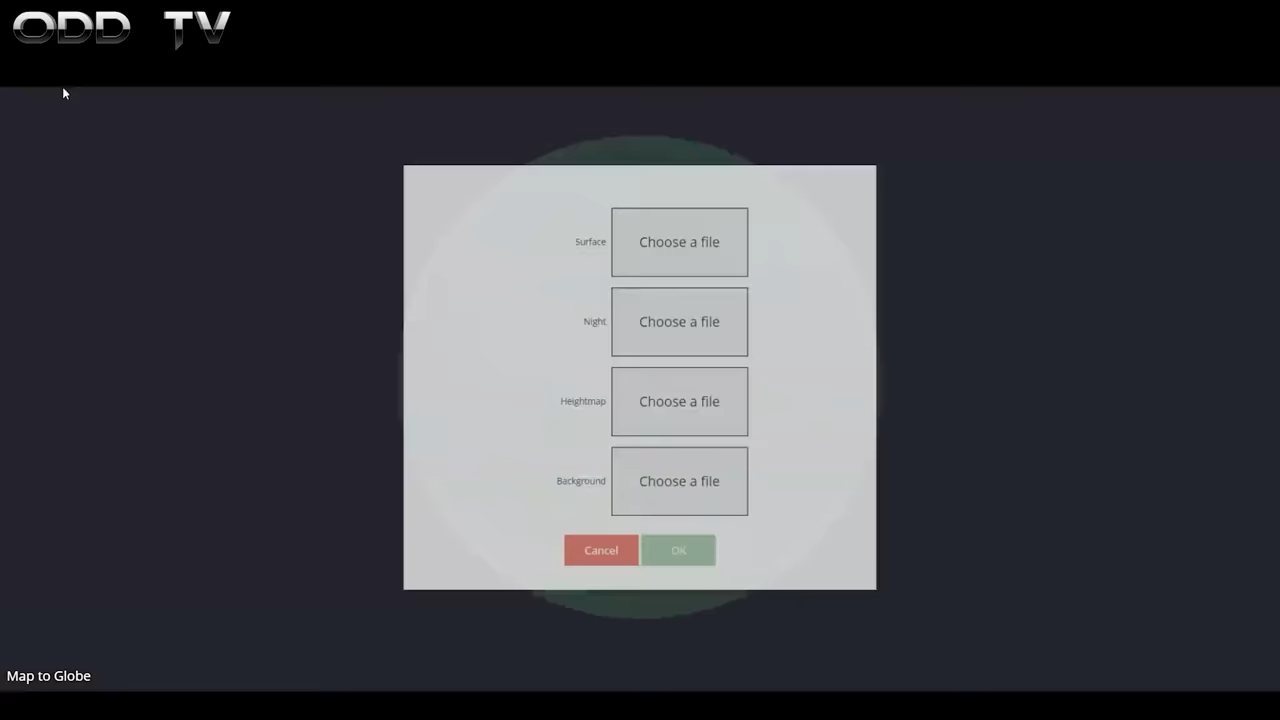 ODD TV
Surface
Choose a file
Night
Choose a file
Heightmap
Choose a file
Background
Choose a file
Cancel
OK
Map to Globe